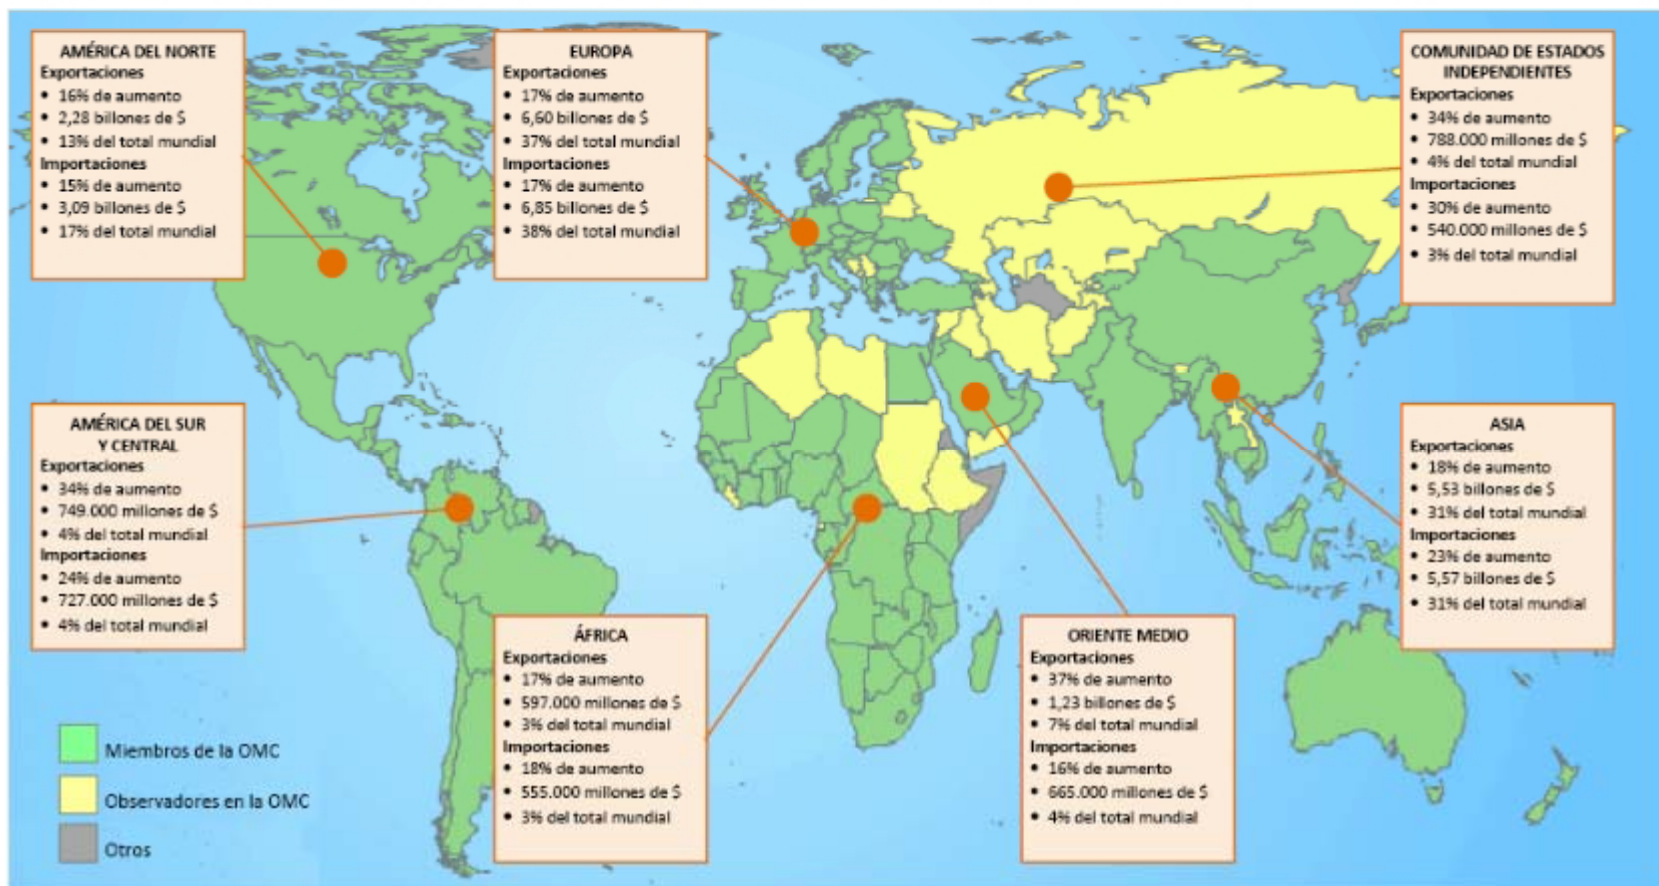 AMÉRICA DEL NORTE
Exportaciones
• 16% de aumento
• 2,28 billones de $
• 13% del total mundial
Importaciones
• 15% de aumento
• 3,09 billones de $
• 17% del total mundial
EUROPA
Exportaciones
• 17% de aumento
• 6,60 billones de $
• 37% del total mundial
Importaciones
• 17% de aumento
• 6,85 billones de $
• 38% del total mundial
COMUNIDAD DE ESTADOS
INDEPENDIENTES
Exportaciones
• 34% de aumento
• 788.000 millones de $
• 4% del total mundial
Importaciones
• 30% de aumento
• 540.000 millones de $
• 3% del total mundial
AMÉRICA DEL SUR
Y CENTRAL
Exportaciones
• 34% de aumento
• 749.000 millones de $
• 4% del total mundial
Importaciones
• 24% de aumento
• 727.000 millones de $
• 4% del total mundial
ASIA
Exportaciones
• 18% de aumento
• 5,53 billones de $
• 31% del total mundial
Importaciones
• 23% de aumento
• 5,57 billones de $
• 31% del total mundial
ÁFRICA
Exportaciones
• 17% de aumento
• 597.000 millones de $
• 3% del total mundial
Importaciones
• 18% de aumento
• 555.000 millones de $
• 3% del total mundial
ORIENTE MEDIO
Exportaciones
• 37% de aumento
• 1,23 billones de $
• 7% del total mundial
Importaciones
• 16% de aumento
• 665.000 millones de $
• 4% del total mundial
Miembros de la OMC
Observadores en la OMC
Otros